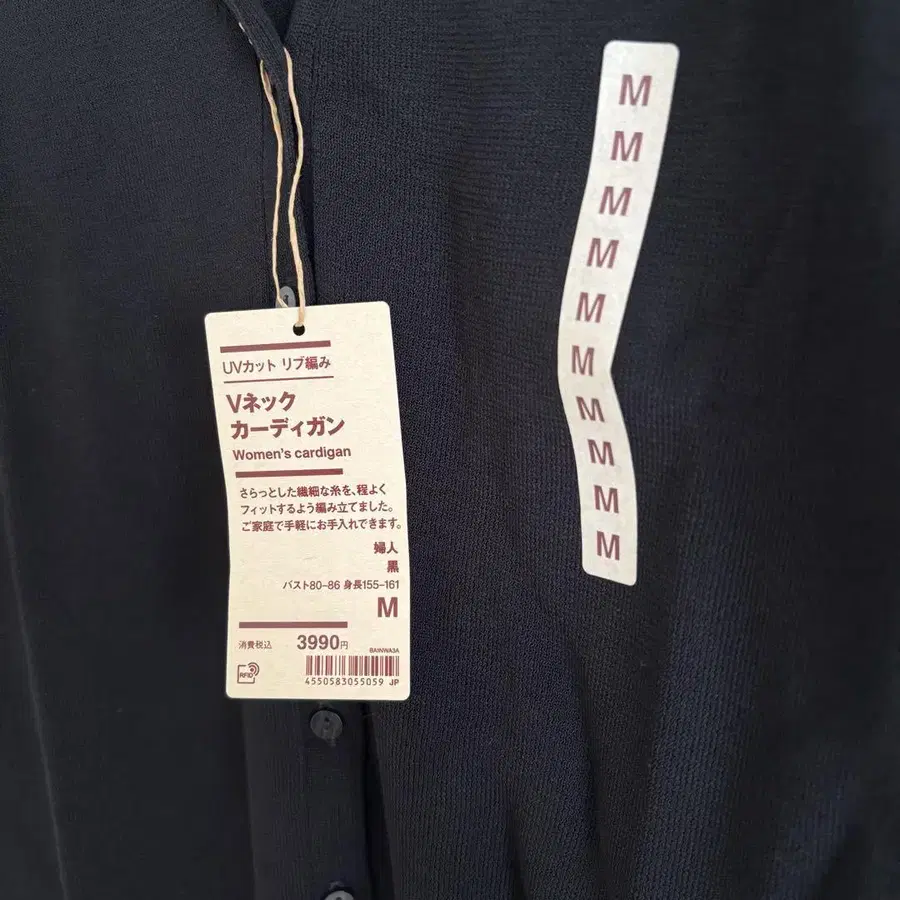 UVカット リブ編み
Vネック
カーディガン
Women's cardigan
さらっとした繊細な糸を、程よく
フィットするよう編み立てました。
ご家庭で手軽にお手入れできます。
婦人
黒
バスト80–86 身長155–161
M
消費税込 3990円
BAINWA3A
RFID
4550583055059 JP
M
M
M
M
M
M
M
M
M
M